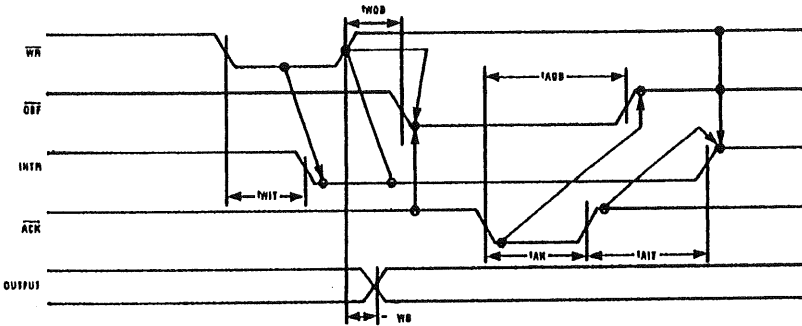 tWOB
WR
tAOB
OBF
INTR
tWIT
ACK
tAK
tAIT
OUTPUT
WB